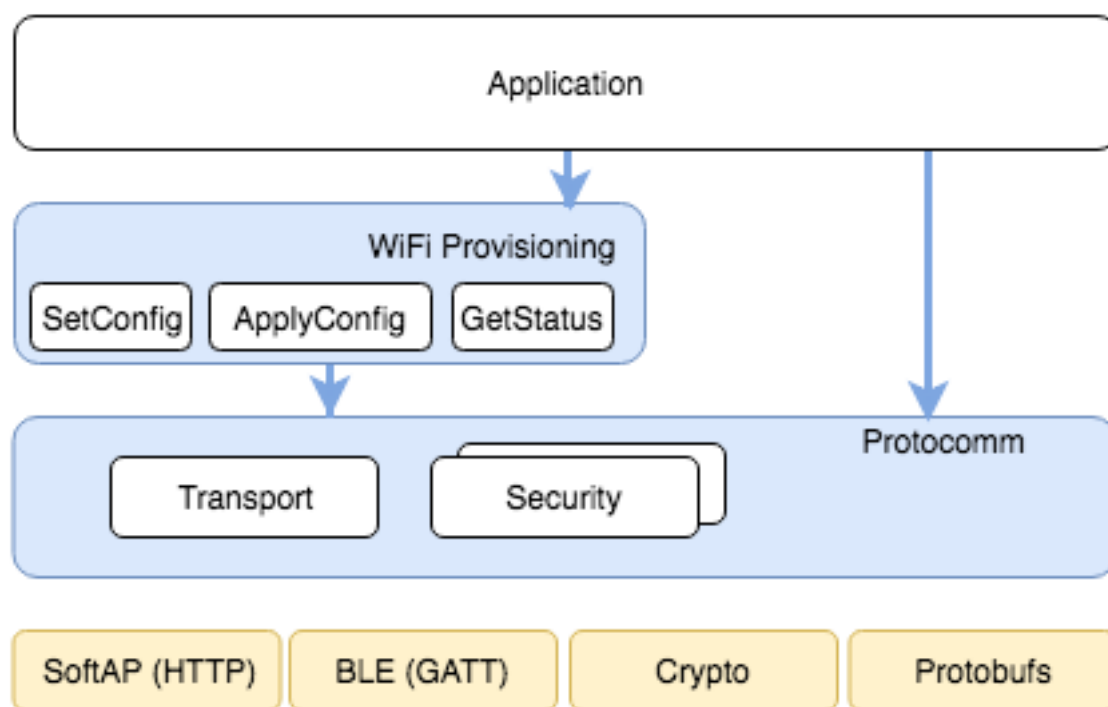 Application
WiFi Provisioning
SetConfig
ApplyConfig
GetStatus
Protocomm
Transport
Security
SoftAP (HTTP)
BLE (GATT)
Crypto
Protobufs